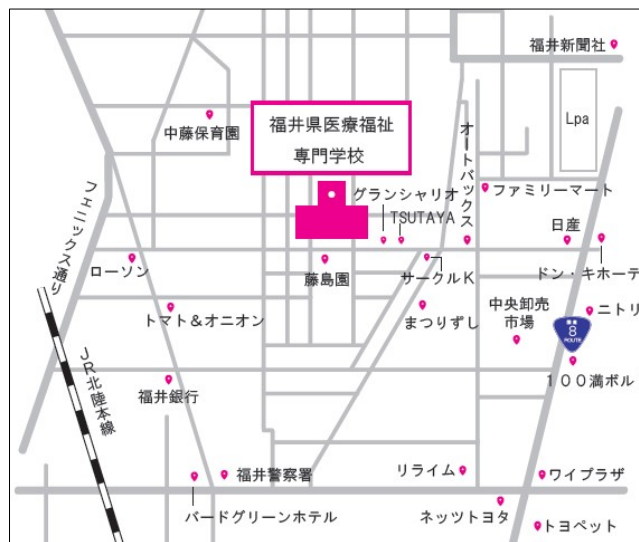 福井新聞社
Lpa
中藤保育園
福井県医療福祉
専門学校
オートバックス
グランシャリオ
TSUTAYA
ファミリーマート
日産
フェニックス通り
ローソン
藤島園
サークルK
ドン・キホーテ
トマト＆オニオン
まつりずし
中央卸売
市場
ニトリ
国道
8
ROUTE
JR北陸本線
福井銀行
100満ボルト
福井警察署
リライム
ワイプラザ
バードグリーンホテル
ネッツトヨタ
トヨペット